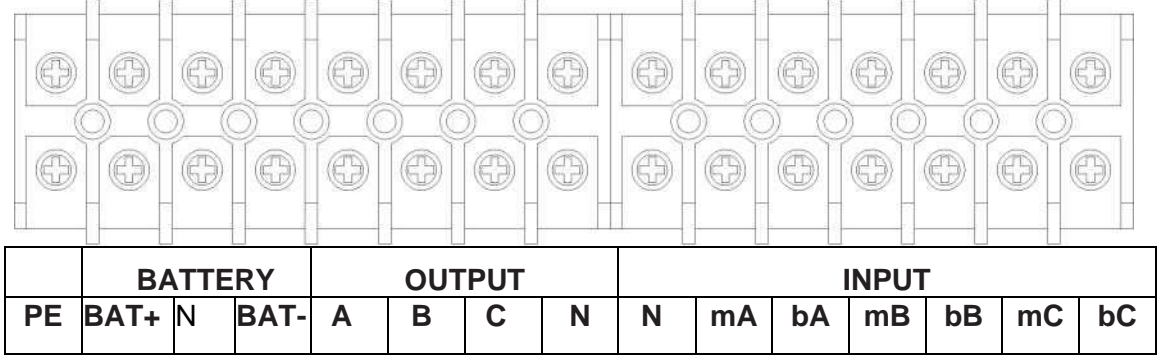 BATTERY OUTPUT INPUT
PE BAT+ N BAT- A B C N N mA bA mB bB mC bC